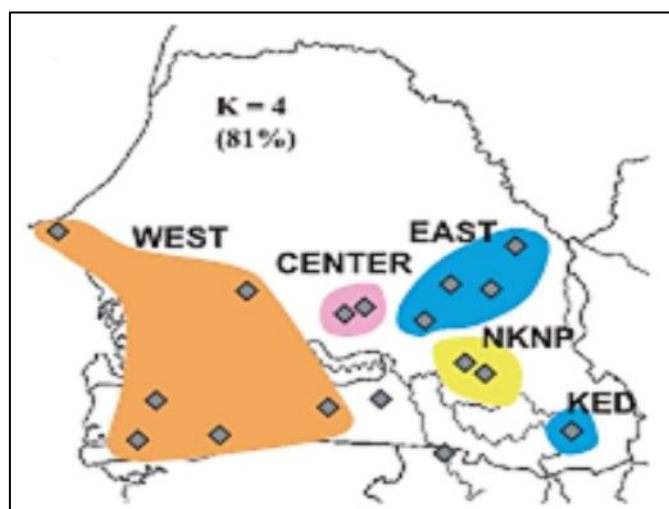 K = 4
(81%)
WEST
EAST
CENTER
NKNP
KED